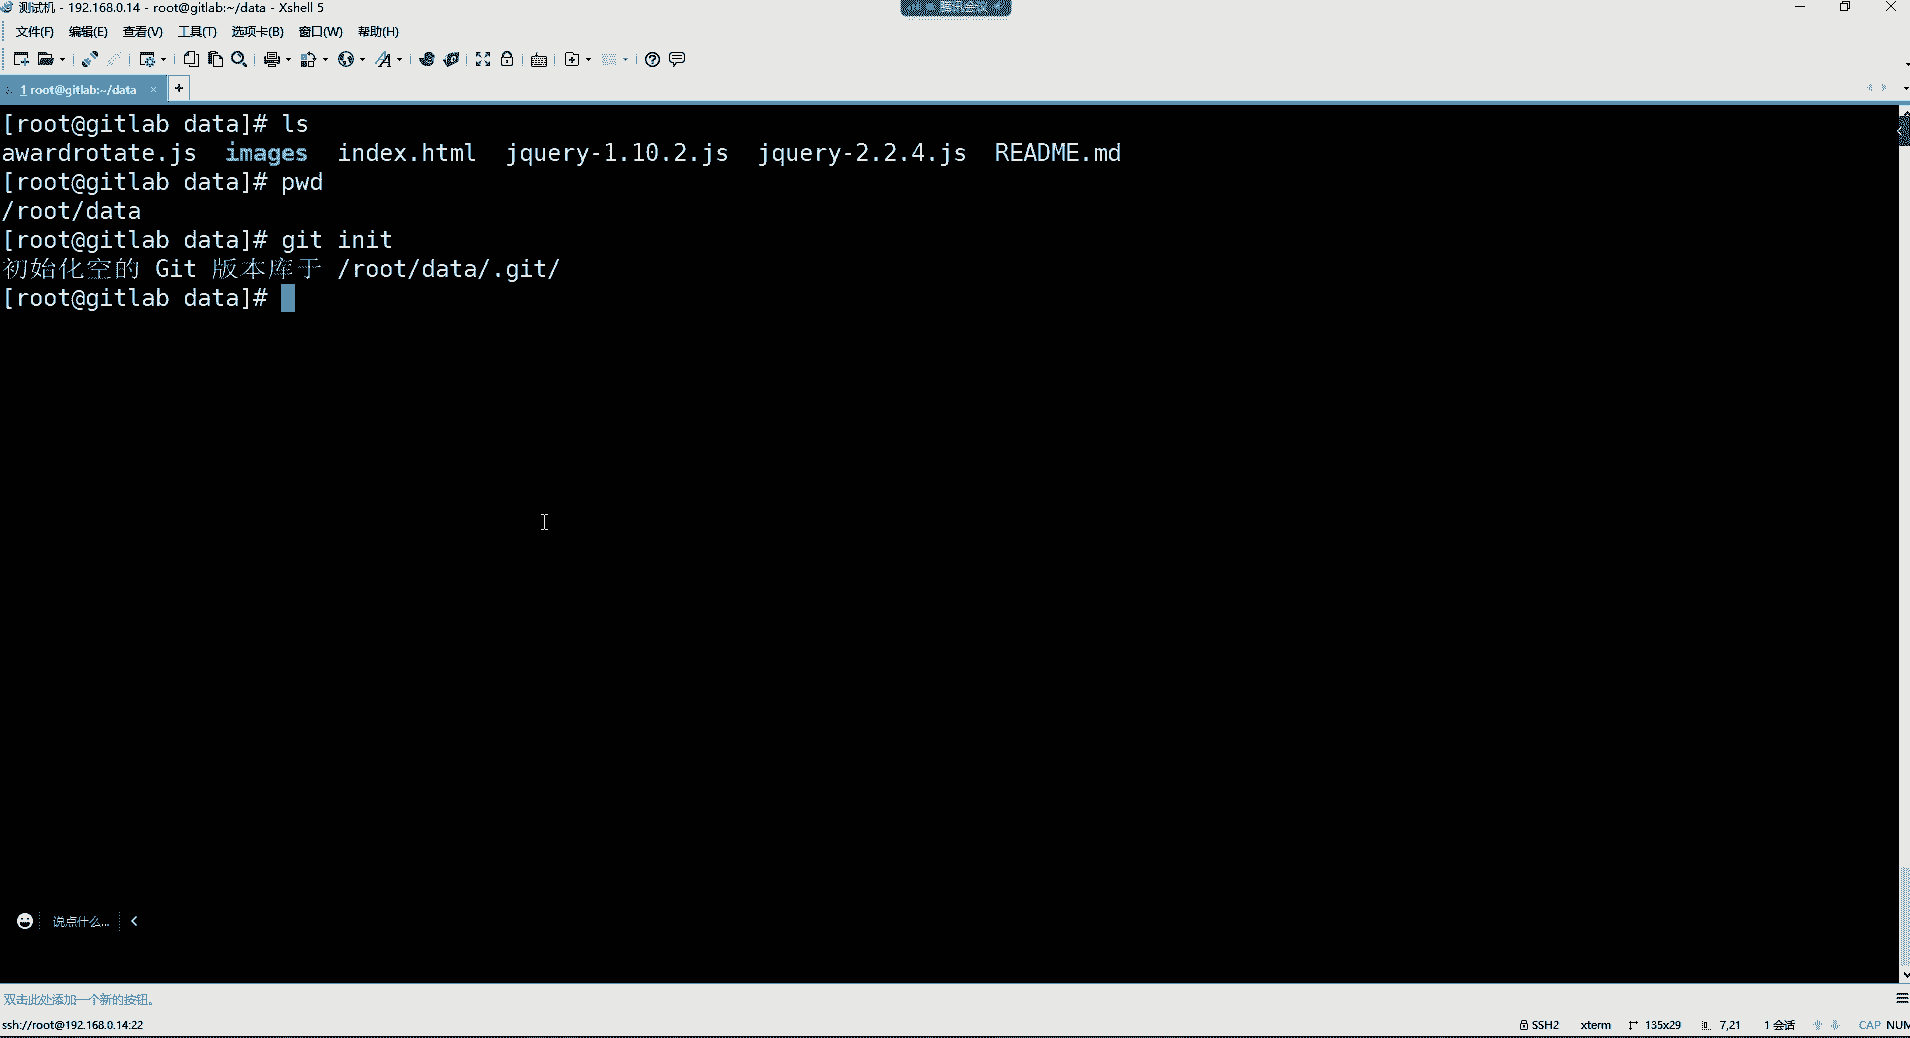 测试机 - 192.168.0.14 - root@gitlab:~/data - Xshell 5
腾讯会议
文件(F) 编辑(E) 查看(V) 工具(T) 选项卡(B) 窗口(W) 帮助(H)
1 root@gitlab:~/data
[root@gitlab data]# ls
awardrotate.js images index.html jquery-1.10.2.js jquery-2.2.4.js README.md
[root@gitlab data]# pwd
/root/data
[root@gitlab data]# git init
初始化空的 Git 版本库于 /root/data/.git/
[root@gitlab data]#
说点什么...
双击此处添加一个新的按钮。
ssh://root@192.168.0.14:22 SSH2 xterm 135x29 7,21 1 会话 CAP NUM